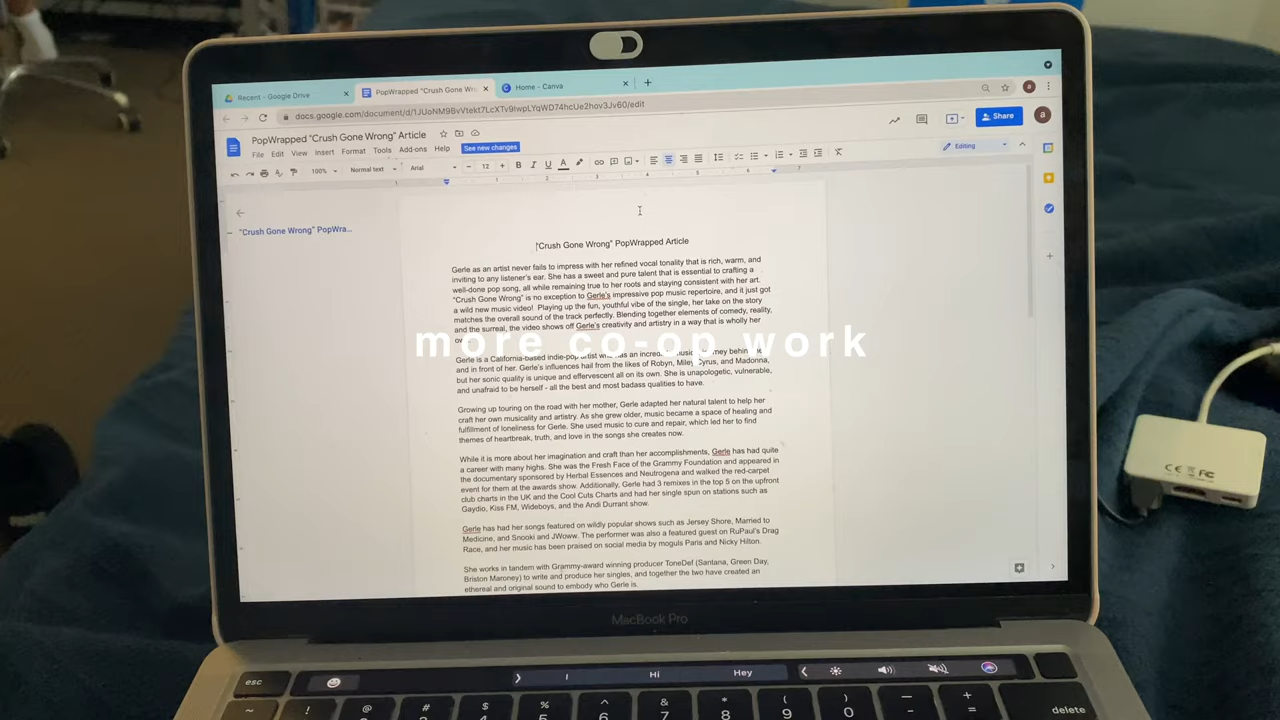 Recent - Google Drive
PopWrapped "Crush Gone Wr
Home - Canva
docs.google.com/document/d/1JUoNM9BvVtekt7LcXTv9IwpLYqWD74hcUe2hov3Jv60/edit
PopWrapped "Crush Gone Wrong" Article
Share
a
File Edit View Insert Format Tools Add-ons Help See new changes
100% Normal text Arial 12 Editing
"Crush Gone Wrong" PopWra...
"Crush Gone Wrong" PopWrapped Article
Gerle as an artist never fails to impress with her refined vocal tonality that is rich, warm, and
inviting to any listener's ear. She has a sweet and pure talent that is essential to crafting a
well-done pop song, all while remaining true to her roots and staying consistent with her art.
"Crush Gone Wrong" is no exception to Gerle's impressive pop music repertoire, and it just got
a wild new music video! Playing up the fun, youthful vibe of the single, her take on the story
matches the overall sound of the track perfectly. Blending together elements of comedy, reality,
and the surreal, the video shows off Gerle's creativity and artistry in a way that is wholly her
more co-op work
Gerle is a California-based indie-pop artist who has an incred
and in front of her. Gerle's influences hail from the likes of Robyn, Miley Cyrus, and Madonna,
but her sonic quality is unique and effervescent all on its own. She is unapologetic, vulnerable,
and unafraid to be herself - all the best and most badass qualities to have.
Growing up touring on the road with her mother, Gerle adapted her natural talent to help her
craft her own musicality and artistry. As she grew older, music became a space of healing and
fulfillment of loneliness for Gerle. She used music to cure and repair, which led her to find
themes of heartbreak, truth, and love in the songs she creates now.
While it is more about her imagination and craft than her accomplishments, Gerle has had quite
a career with many highs. She was the Fresh Face of the Grammy Foundation and appeared in
the documentary sponsored by Herbal Essences and Neutrogena and walked the red-carpet
event for them at the awards show. Additionally, Gerle had 3 remixes in the top 5 on the upfront
club charts in the UK and the Cool Cuts Charts and had her single spun on stations such as
Gaydio, Kiss FM, Wideboys, and the Andi Durrant show.
Gerle has had her songs featured on wildly popular shows such as Jersey Shore, Married to
Medicine, and Snooki and JWoww. The performer was also a featured guest on RuPaul's Drag
Race, and her music has been praised on social media by moguls Paris and Nicky Hilton.
She works in tandem with Grammy-award winning producer ToneDef (Santana, Green Day,
Briston Maroney) to write and produce her singles, and together the two have created an
ethereal and original sound to embody who Gerle is.
MacBook Pro
esc I Hi Hey
~ ! @ # $ % & * ( ) — +
3 4 5 6 7 8 9 0 - =
delete
CE FC